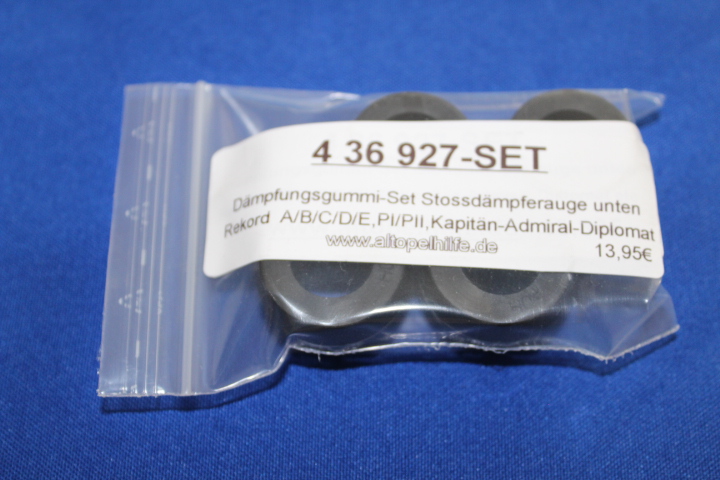 4 36 927-SET
Dämpfungsgummi-Set Stossdämpferauge unten
Rekord A/B/C/D/E,PI/PII,Kapitän-Admiral-Diplomat
www.altopelhilfe.de
13,95€